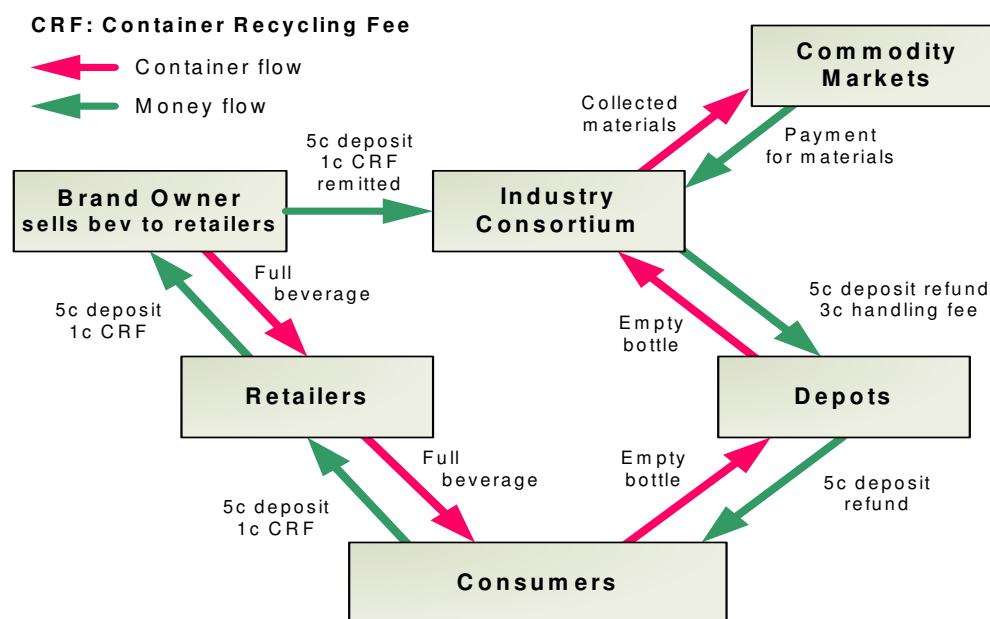 CRF: Container Recycling Fee
Container flow
Money flow
Commodity
Markets
Collected
materials
Payment
for materials
5c deposit
1c CRF
remitted
Brand Owner
sells bev to retailers
Industry
Consortium
Full
beverage
5c deposit
1c CRF
5c deposit refund
3c handling fee
Empty
bottle
Retailers
Depots
Full
beverage
Empty
bottle
5c deposit
1c CRF
5c deposit
refund
Consumers